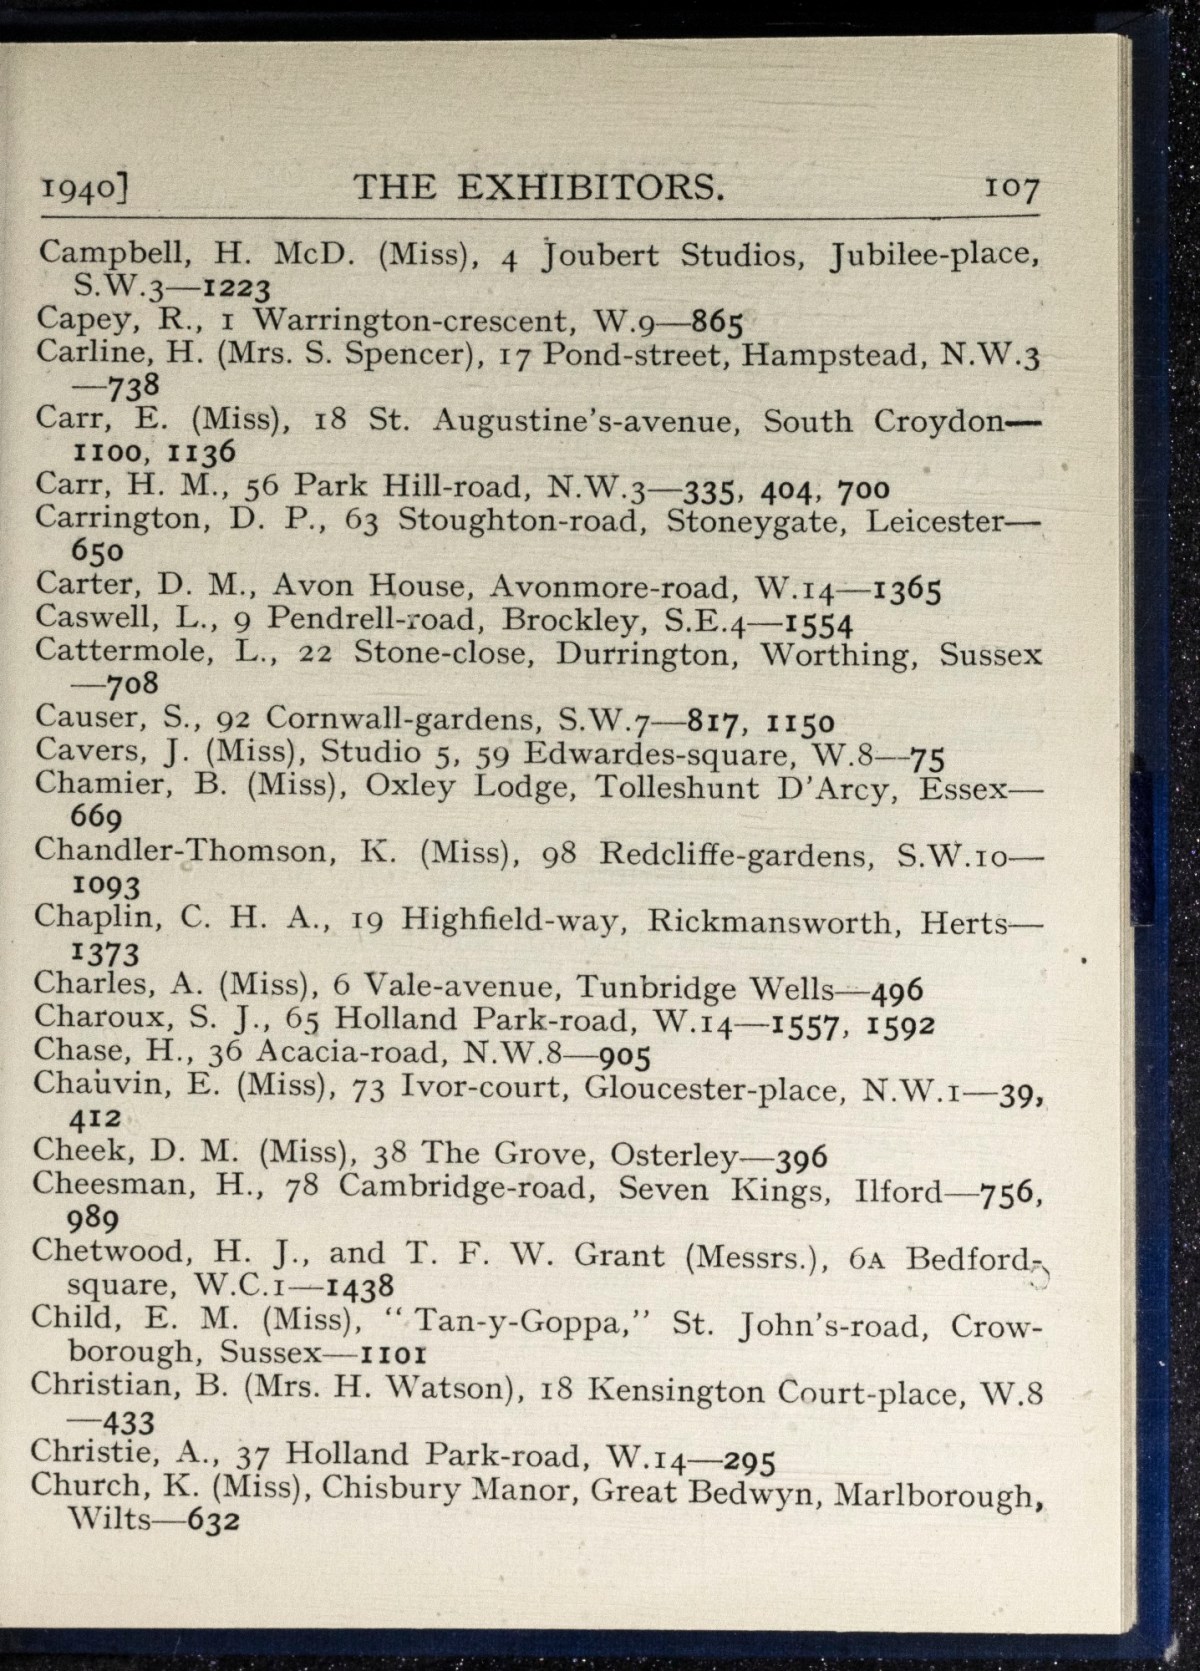 1940] THE EXHIBITORS. 107
Campbell, H. McD. (Miss), 4 Joubert Studios, Jubilee-place,
S.W.3—1223
Capey, R., 1 Warrington-crescent, W.9—865
Carline, H. (Mrs. S. Spencer), 17 Pond-street, Hampstead, N.W.3
—738
Carr, E. (Miss), 18 St. Augustine's-avenue, South Croydon—
1100, 1136
Carr, H. M., 56 Park Hill-road, N.W.3—335, 404, 700
Carrington, D. P., 63 Stoughton-road, Stoneygate, Leicester—
650
Carter, D. M., Avon House, Avonmore-road, W.14—1365
Caswell, L., 9 Pendrell-road, Brockley, S.E.4—1554
Cattermole, L., 22 Stone-close, Durrington, Worthing, Sussex
—708
Causer, S., 92 Cornwall-gardens, S.W.7—817, 1150
Cavers, J. (Miss), Studio 5, 59 Edwardes-square, W.8—75
Chamier, B. (Miss), Oxley Lodge, Tolleshunt D'Arcy, Essex—
669
Chandler-Thomson, K. (Miss), 98 Redcliffe-gardens, S.W.10—
1093
Chaplin, C. H. A., 19 Highfield-way, Rickmansworth, Herts—
1373
Charles, A. (Miss), 6 Vale-avenue, Tunbridge Wells—496
Charoux, S. J., 65 Holland Park-road, W.14—1557, 1592
Chase, H., 36 Acacia-road, N.W.8—905
Chauvin, E. (Miss), 73 Ivor-court, Gloucester-place, N.W.1—39,
412
Cheek, D. M. (Miss), 38 The Grove, Osterley—396
Cheesman, H., 78 Cambridge-road, Seven Kings, Ilford—756,
989
Chetwood, H. J., and T. F. W. Grant (Messrs.), 6A Bedford-
square, W.C.1—1438
Child, E. M. (Miss), "Tan-y-Goppa," St. John's-road, Crow-
borough, Sussex—1101
Christian, B. (Mrs. H. Watson), 18 Kensington Court-place, W.8
—433
Christie, A., 37 Holland Park-road, W.14—295
Church, K. (Miss), Chisbury Manor, Great Bedwyn, Marlborough,
Wilts—632